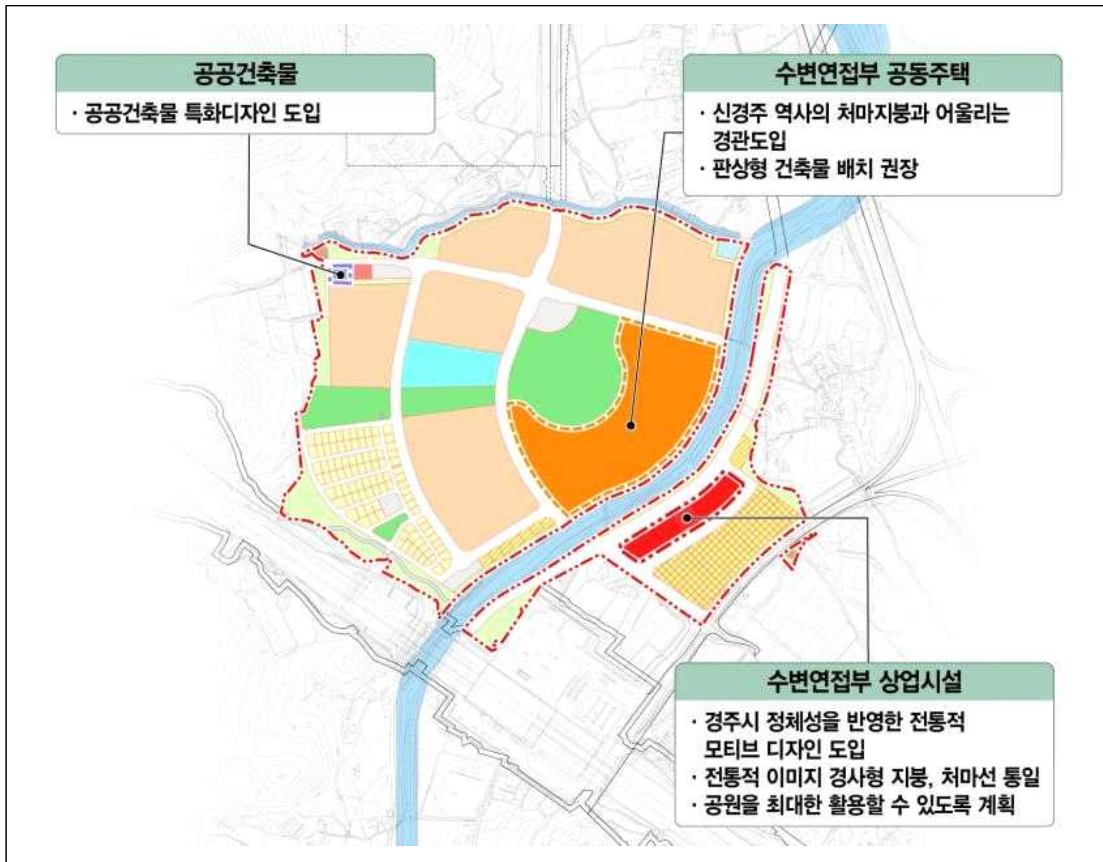 공공건축물
· 공공건축물 특화디자인 도입
수변연접부 공동주택
· 신경주 역사의 처마지붕과 어울리는
경관도입
· 판상형 건축물 배치 권장
수변연접부 상업시설
· 경주시 정체성을 반영한 전통적
모티브 디자인 도입
· 전통적 이미지 경사형 지붕, 처마선 통일
· 공원을 최대한 활용할 수 있도록 계획